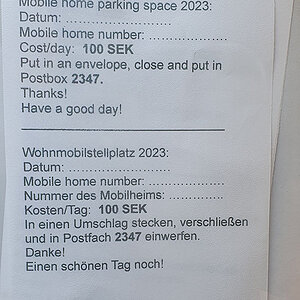 Mobile home parking space 2023:
Datum: ........................
Mobile home number: ....................
Cost/day: 100 SEK
Put in an envelope, close and put in
Postbox 2347.
Thanks!
Have a good day!
Wohnmobilstellplatz 2023:
Datum: ........................
Mobile home number: ....................
Nummer des Mobilheims: ...............
Kosten/Tag: 100 SEK
In einen Umschlag stecken, verschließen
und in Postfach 2347 einwerfen.
Danke!
Einen schönen Tag noch!